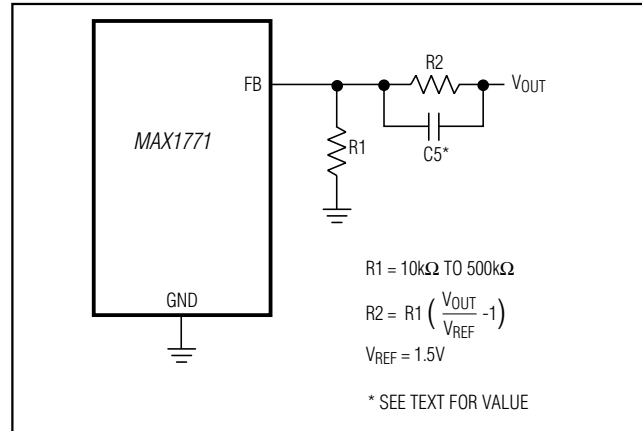 R2
FB
VOUT
MAX1771
R1
C5*
R1 = 10kΩ TO 500kΩ
GND
R2 = R1 ( VOUT / VREF -1)
VREF = 1.5V
* SEE TEXT FOR VALUE